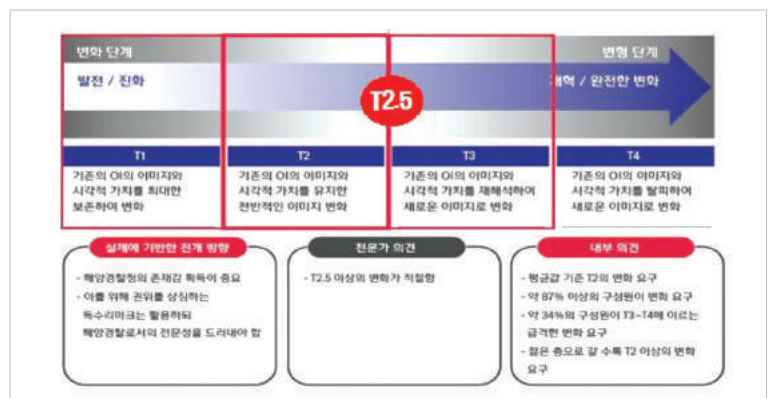 변화 단계
변형 단계
발전 / 진화
개혁 / 완전한 변화
T2.5
T1
T2
T3
T4
기존의 OI의 이미지와
시각적 가치를 최대한
보존하여 변화
기존의 OI의 이미지와
시각적 가치를 유지한
전반적인 이미지 변화
기존의 OI의 이미지와
시각적 가치를 재해석하여
새로운 이미지로 변화
기존의 OI의 이미지와
시각적 가치를 탈피하여
새로운 이미지로 변화
실체에 기반한 전개 방향
- 해양경찰청의 존재감 획득이 중요
- 이를 위해 권위를 상징하는
독수리마크는 활용하되
해양경찰로서의 전문성을 드러내야 함
전문가 의견
- T2.5 이상의 변화가 적절함
내부 의견
- 평균값 기준 T2의 변화 요구
- 약 87% 이상의 구성원이 변화 요구
- 약 34%의 구성원이 T3~T4에 이르는
급격한 변화 요구
- 젊은 층으로 갈 수록 T2 이상의 변화
요구